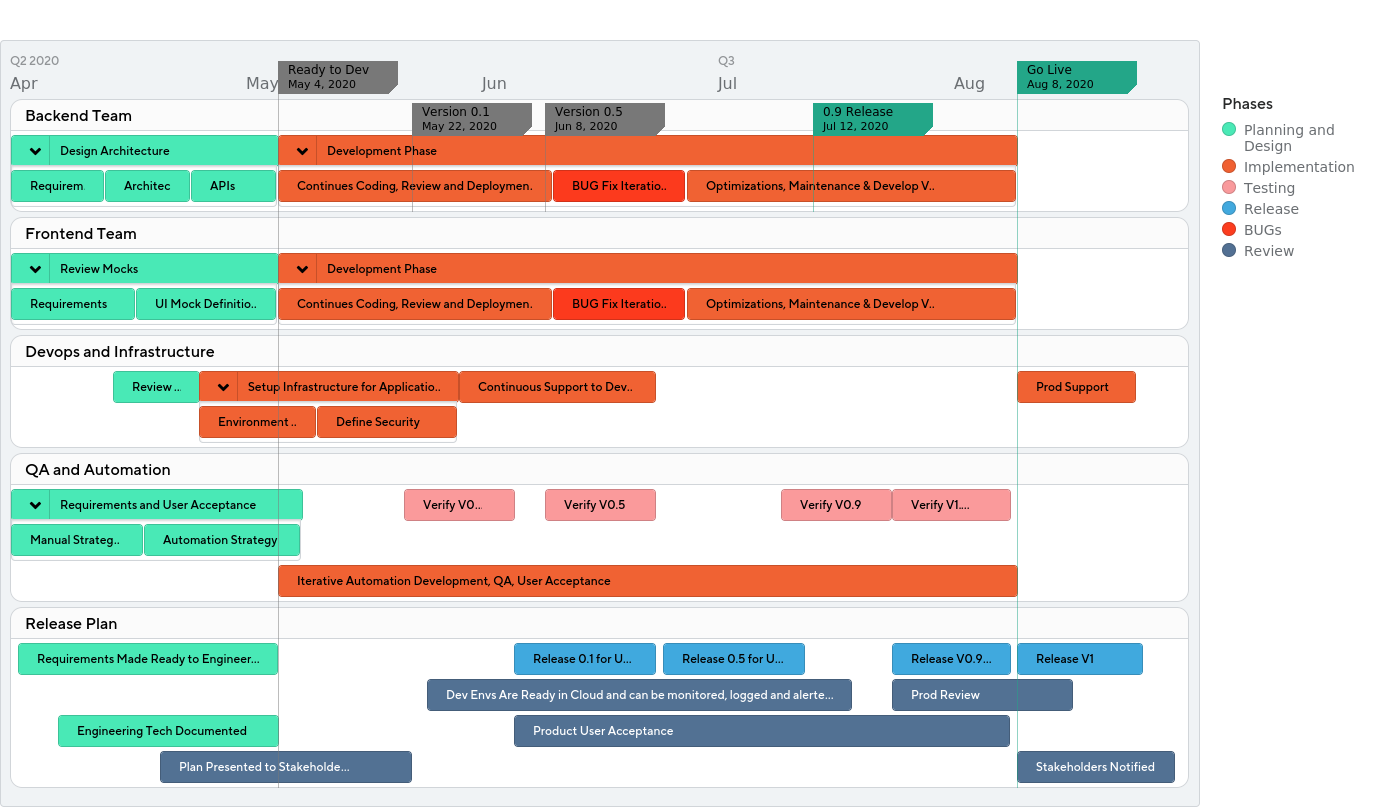 Q2 2020
Q3
Apr
May
Jun
Jul
Aug
Ready to Dev
May 4, 2020
Go Live
Aug 8, 2020
Version 0.1
May 22, 2020
Version 0.5
Jun 8, 2020
0.9 Release
Jul 12, 2020
Backend Team
Design Architecture
Development Phase
Requirem
Architec
APIs
Continues Coding, Review and Deploymen.
BUG Fix Iteratio..
Optimizations, Maintenance & Develop V..
Frontend Team
Review Mocks
Development Phase
Requirements
UI Mock Definitio..
Continues Coding, Review and Deploymen.
BUG Fix Iteratio..
Optimizations, Maintenance & Develop V..
Devops and Infrastructure
Review ...
Setup Infrastructure for Applicatio..
Continuous Support to Dev..
Prod Support
Environment ..
Define Security
QA and Automation
Requirements and User Acceptance
Verify V0...
Verify V0.5
Verify V0.9
Verify V1....
Manual Strateg..
Automation Strategy
Iterative Automation Development, QA, User Acceptance
Release Plan
Requirements Made Ready to Engineer...
Release 0.1 for U...
Release 0.5 for U...
Release V0.9...
Release V1
Dev Envs Are Ready in Cloud and can be monitored, logged and alerte...
Prod Review
Engineering Tech Documented
Product User Acceptance
Plan Presented to Stakeholde...
Stakeholders Notified
Phases
Planning and
Design
Implementation
Testing
Release
BUGs
Review